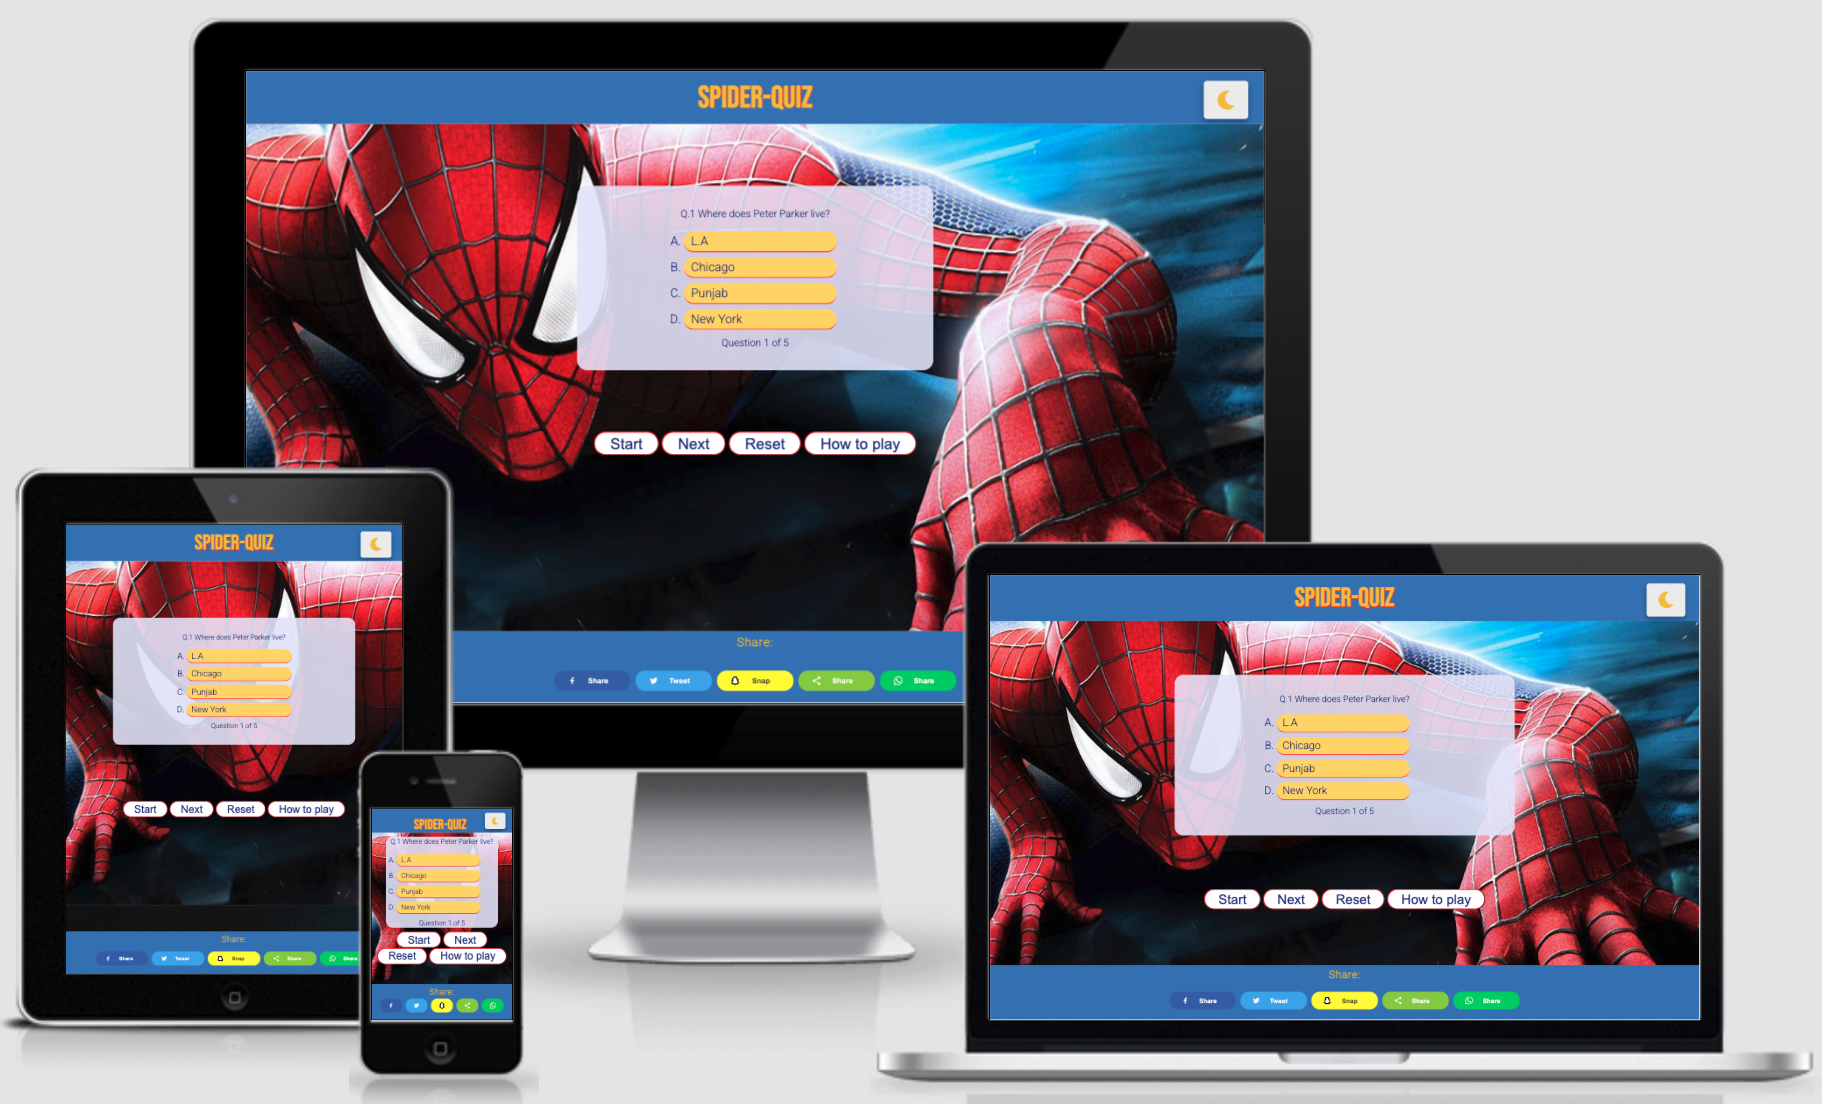 SPIDER-QUIZ
Q.1 Where does Peter Parker live?
A. L.A
B. Chicago
C. Punjab
D. New York
Question 1 of 5
Start Next Reset How to play
Share:
Share Tweet Snap Share Share
SPIDER-QUIZ
Q.1 Where does Peter Parker live?
A. L.A
B. Chicago
C. Punjab
D. New York
Question 1 of 5
Start Next Reset How to play
Share:
Share Tweet Snap Share Share
SPIDER-QUIZ
Q.1 Where does Peter Parker live?
A. L.A
B. Chicago
C. Punjab
D. New York
Question 1 of 5
Start Next
Reset How to play
Share:
SPIDER-QUIZ
Q.1 Where does Peter Parker live?
A. L.A
B. Chicago
C. Punjab
D. New York
Question 1 of 5
Start Next Reset How to play
Share:
Share Tweet Snap Share Share